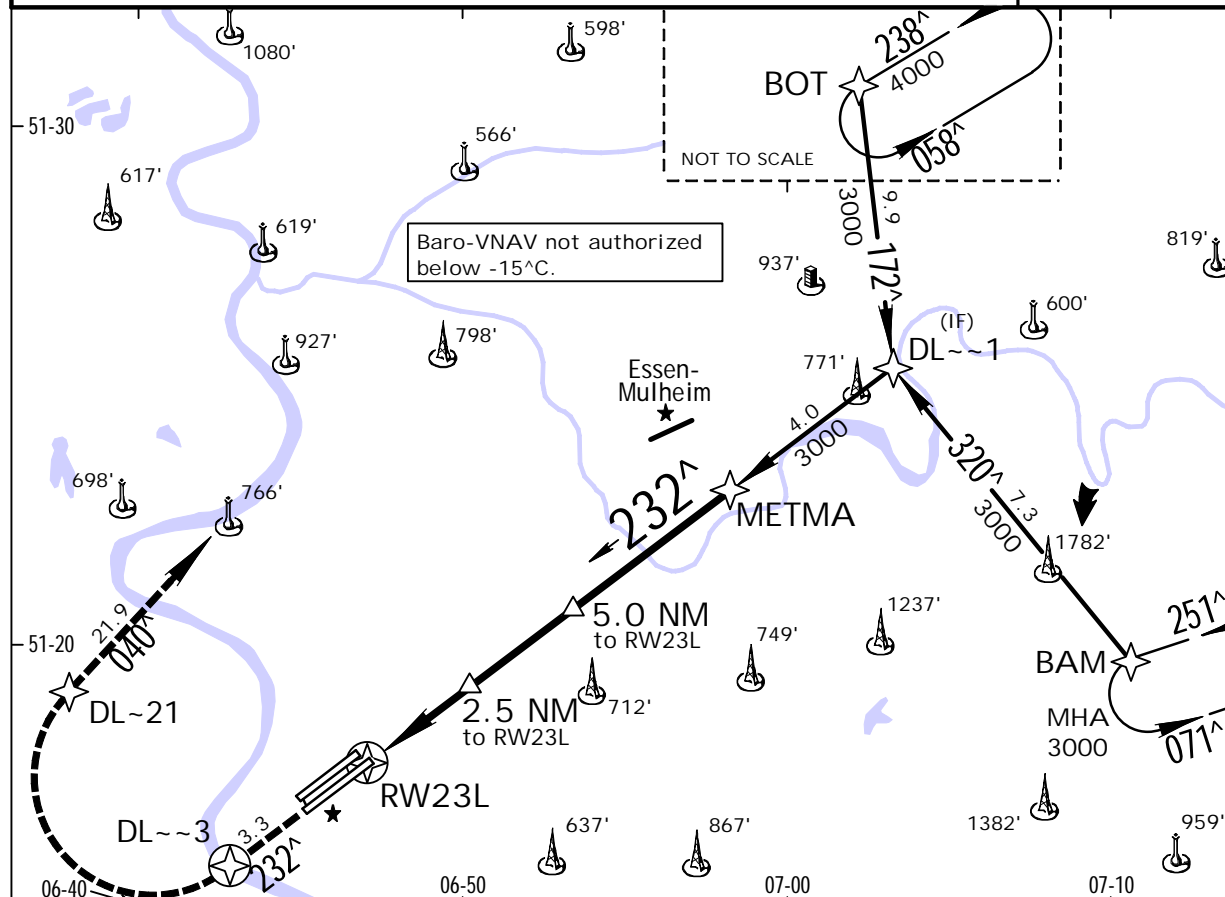 1080'
598'
238^
4000
BOT
058^
NOT TO SCALE
51-30
566'
617'
619'
Baro-VNAV not authorized
below -15^C.
9.9
3000
172^
937'
819'
600'
(IF)
DL~~1
927'
798'
771'
Essen-
Mulheim
4.0
3000
232^
METMA
320^
7.3
3000
1782'
698'
766'
21.9
040^
51-20
5.0 NM
to RW23L
1237'
749'
251^
BAM
DL~21
2.5 NM
to RW23L
712'
MHA
3000
071^
RW23L
DL~~3
3.3
232^
637'
867'
1382'
959'
06-40
06-50
07-00
07-10